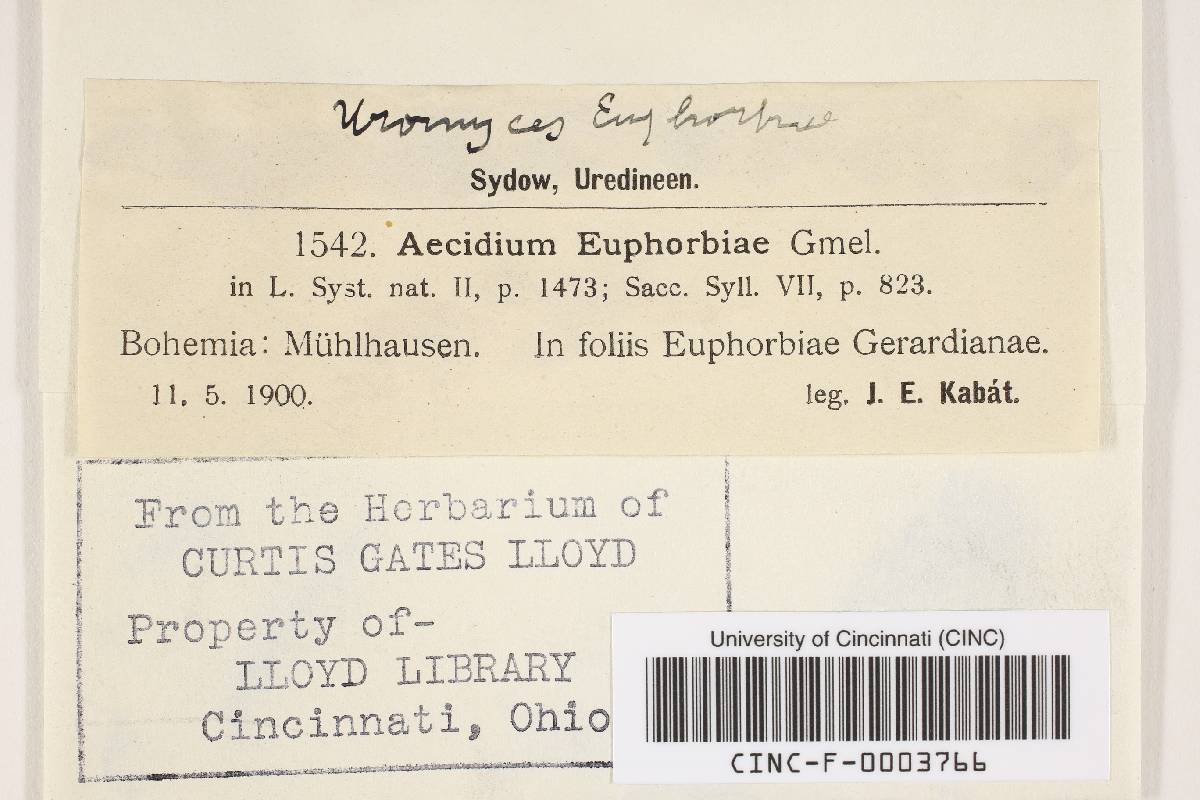 Uromyces Euphorbiae
Sydow, Uredineen.
1542. Aecidium Euphorbiae Gmel.
in L. Syst. nat. II, p. 1473; Sacc. Syll. VII, p. 823.
Bohemia: Mühlhausen. In foliis Euphorbiae Gerardianae.
11. 5. 1900. leg. J. E. Kabát.
From the Herbarium of
CURTIS GATES LLOYD
Property of-
LLOYD LIBRARY
Cincinnati, Ohio
University of Cincinnati (CINC)
CINC-F-0003766